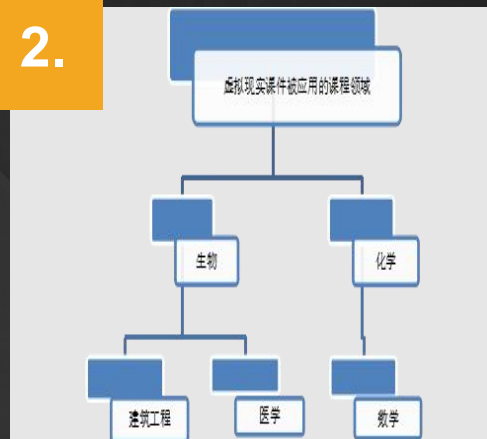 2.
虚拟现实课件被应用的课程领域
生物
化学
建筑工程
医学
数学